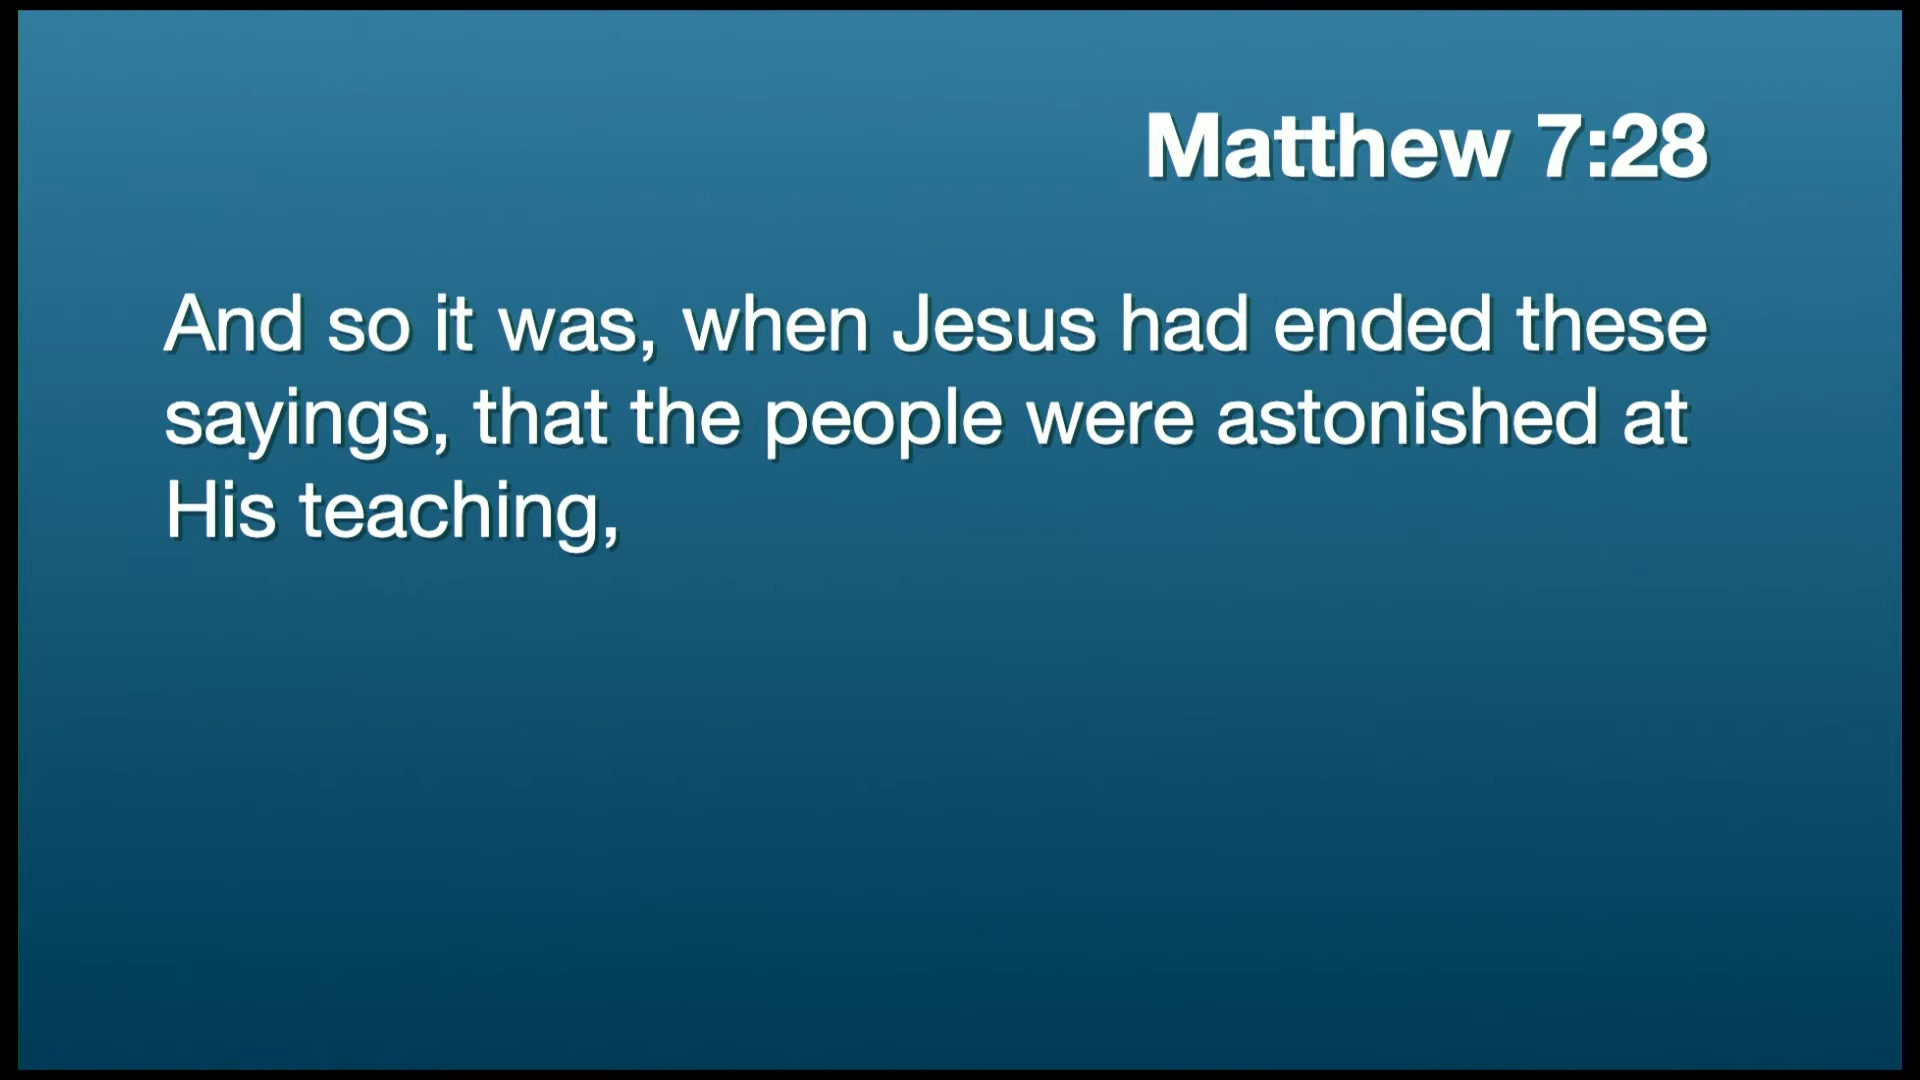 Matthew 7:28
And so it was, when Jesus had ended these
sayings, that the people were astonished at
His teaching,